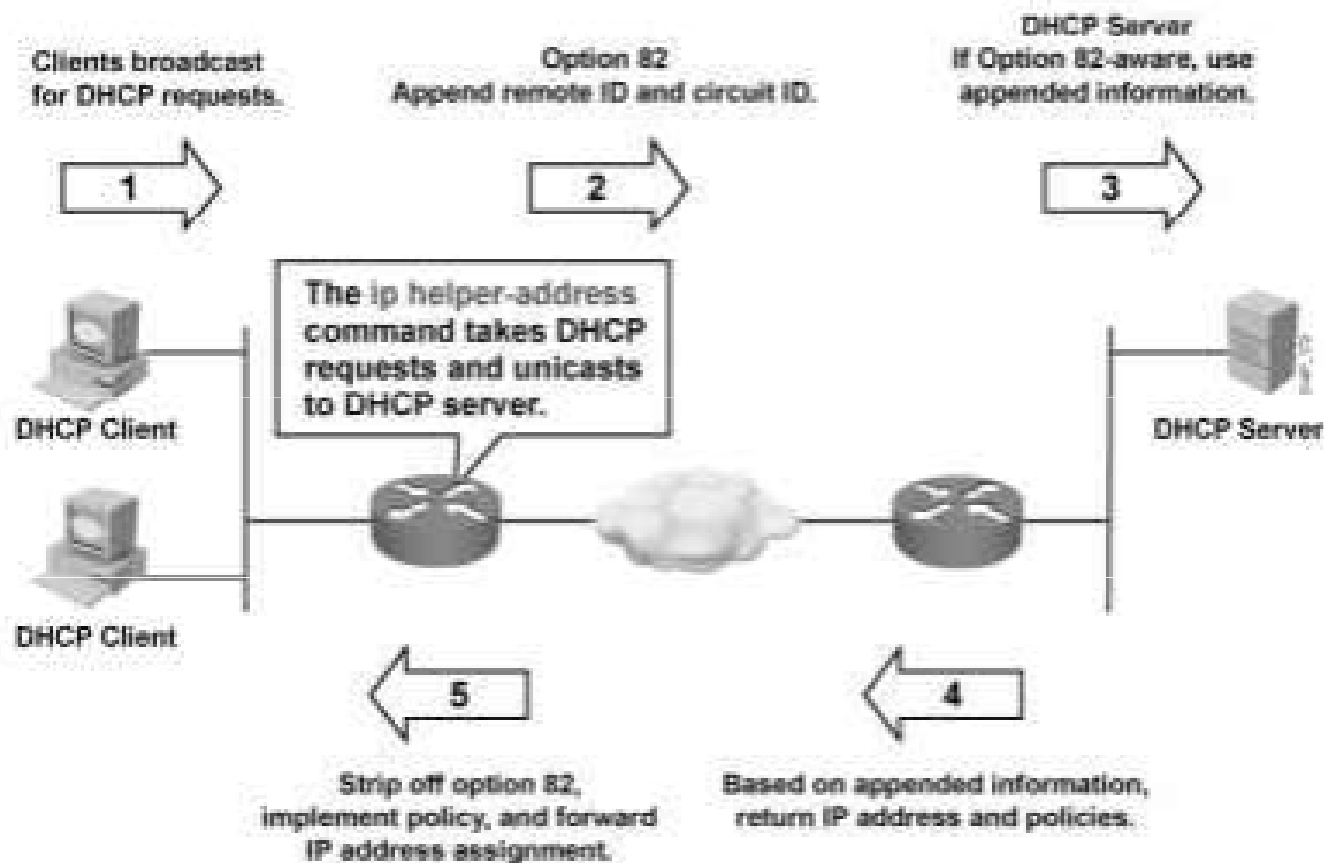 Clients broadcast
for DHCP requests.
Option 82
Append remote ID and circuit ID.
DHCP Server
If Option 82-aware, use
appended information.
1
2
3
The ip helper-address
command takes DHCP
requests and unicasts
to DHCP server.
DHCP Client
DHCP Server
DHCP Client
5
4
Strip off option 82,
implement policy, and forward
IP address assignment.
Based on appended information,
return IP address and policies.